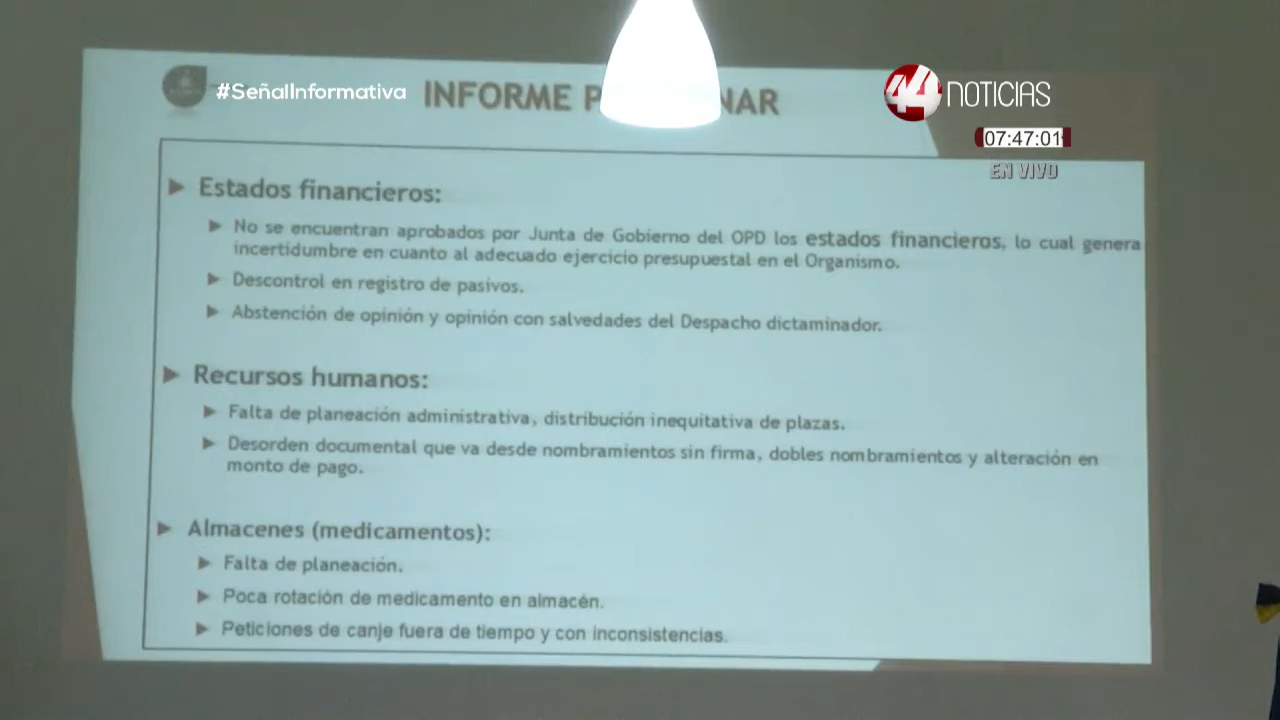 #SeñalInformativa
INFORME P NAR
44 NOTICIAS
07:47:01
EN VIVO
Estados financieros:
No se encuentran aprobados por Junta de Gobierno del OPD los estados financieros, lo cual genera
incertidumbre en cuanto al adecuado ejercicio presupuestal en el Organismo.
Descontrol en registro de pasivos.
Abstención de opinión y opinión con salvedades del Despacho dictaminador.
Recursos humanos:
Falta de planeación administrativa, distribución inequitativa de plazas.
Desorden documental que va desde nombramientos sin firma, dobles nombramientos y alteración en
monto de pago.
Almacenes (medicamentos):
Falta de planeación.
Poca rotación de medicamento en almacén.
Peticiones de canje fuera de tiempo y con inconsistencias.